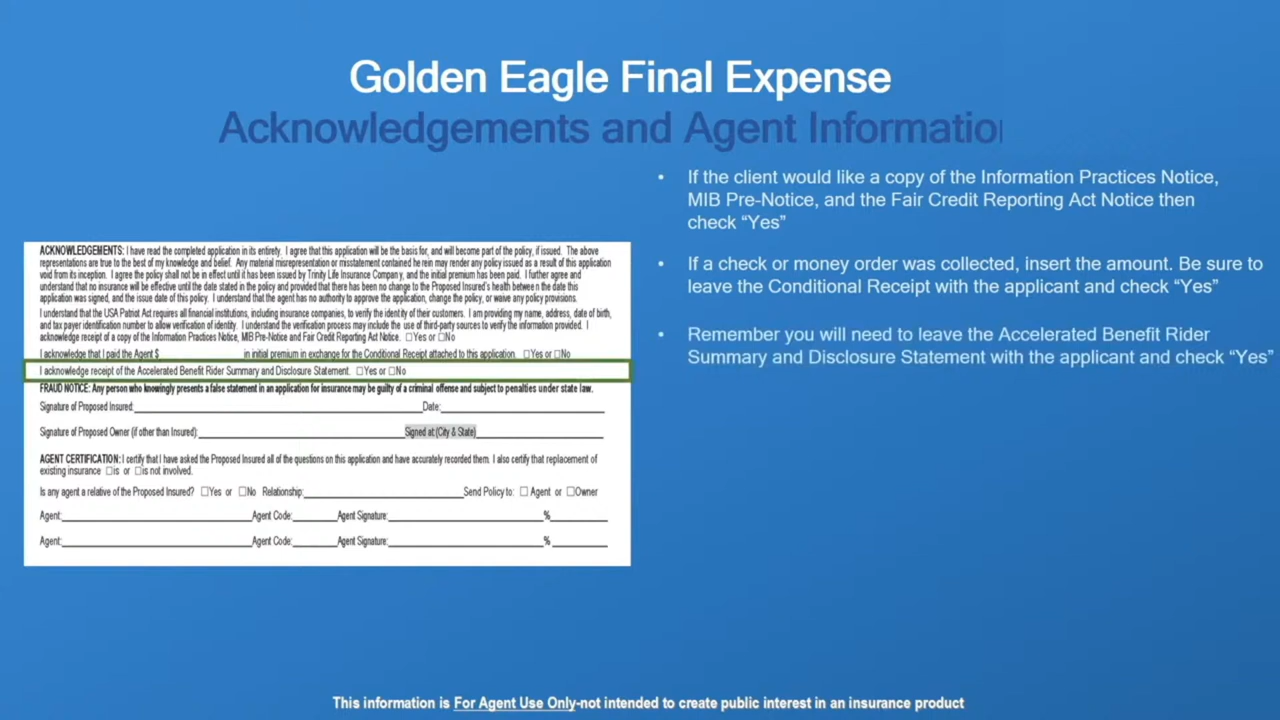 Golden Eagle Final Expense
Acknowledgements and Agent Information
• If the client would like a copy of the Information Practices Notice,
MIB Pre-Notice, and the Fair Credit Reporting Act Notice then
check “Yes”
• If a check or money order was collected, insert the amount. Be sure to
leave the Conditional Receipt with the applicant and check “Yes”
• Remember you will need to leave the Accelerated Benefit Rider
Summary and Disclosure Statement with the applicant and check “Yes”
ACKNOWLEDGEMENTS: I have read the completed application in its entirety. I agree that this application will be the basis for, and will become part of the policy, if issued. The above
representations are true to the best of my knowledge and belief. Any material misrepresentation or misstatement contained he rein may render any policy issued as a result of this application
void from its inception. I agree the policy shall not be in effect until it has been issued by Trinity Life Insurance Company, and the initial premium has been paid. I further agree and
understand that no insurance will be effective until the date stated in the policy and provided that there has been no change to the Proposed Insured's health betwee n the date this
application was signed, and the issue date of this policy. I understand that the agent has no authority to approve the application, change the policy, or waive any policy provisions.
I understand that the USA Patriot Act requires all financial institutions, including insurance companies, to verify the identity of their customers. I am providing my name, address, date of birth,
and tax payer identification number to allow verification of identity. I understand the verification process may include the use of third-party sources to verify the information provided. I
acknowledge receipt of a copy of the Information Practices Notice, MIB Pre-Notice and Fair Credit Reporting Act Notice. ☐Yes or ☐No
I acknowledge that I paid the Agent $ in initial premium in exchange for the Conditional Receipt attached to this application. ☐Yes or ☐No
I acknowledge receipt of the Accelerated Benefit Rider Summary and Disclosure Statement. ☐Yes or ☐No
FRAUD NOTICE: Any person who knowingly presents a false statement in an application for insurance may be guilty of a criminal offense and subject to penalties under state law.
Signature of Proposed Insured: Date:
Signature of Proposed Owner (if other than Insured): Signed at:(City & State)
AGENT CERTIFICATION: I certify that I have asked the Proposed Insured all of the questions on this application and have accurately recorded them. I also certify that replacement of
existing insurance ☐is or ☐is not involved.
Is any agent a relative of the Proposed Insured? ☐Yes or ☐No Relationship: Send Policy to: ☐ Agent or ☐Owner
Agent: Agent Code: Agent Signature: %
Agent: Agent Code: Agent Signature: %
This information is For Agent Use Only-not intended to create public interest in an insurance product